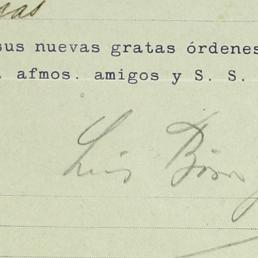 sus nuevas gratas órdenes
. afmos. amigos y S. S.
Luis